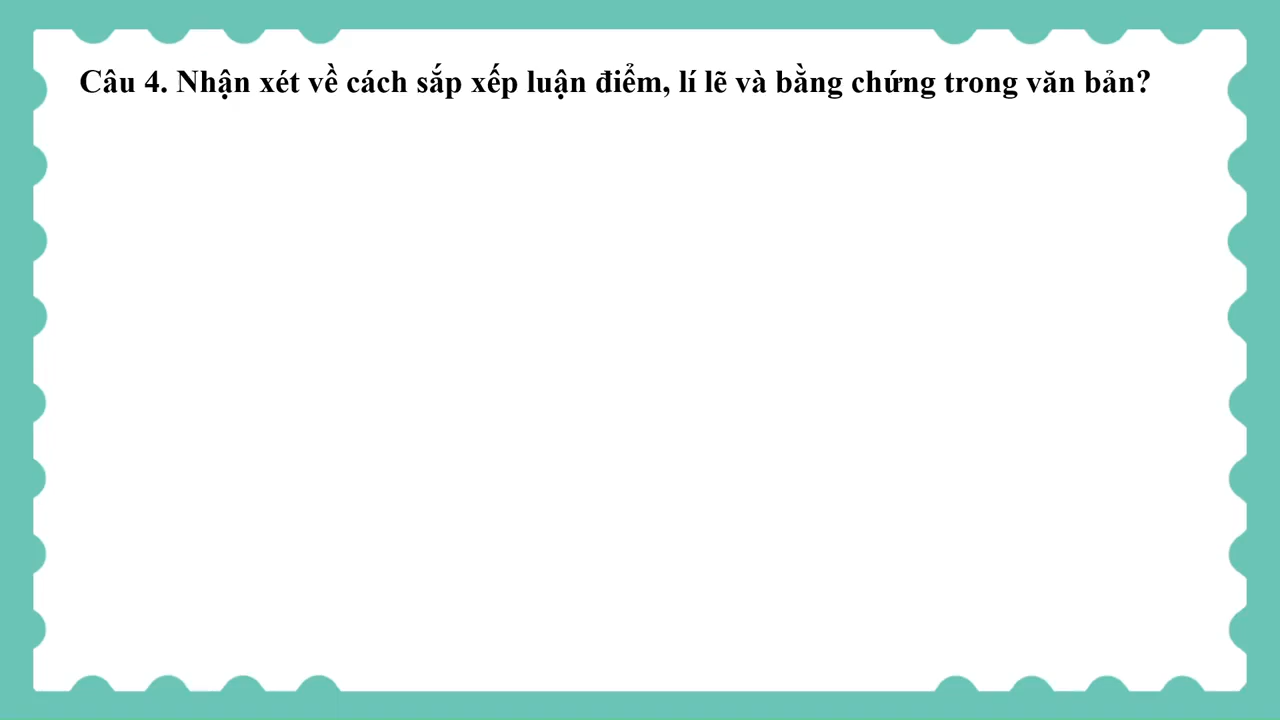 Câu 4. Nhận xét về cách sắp xếp luận điểm, lí lẽ và bằng chứng trong văn bản?